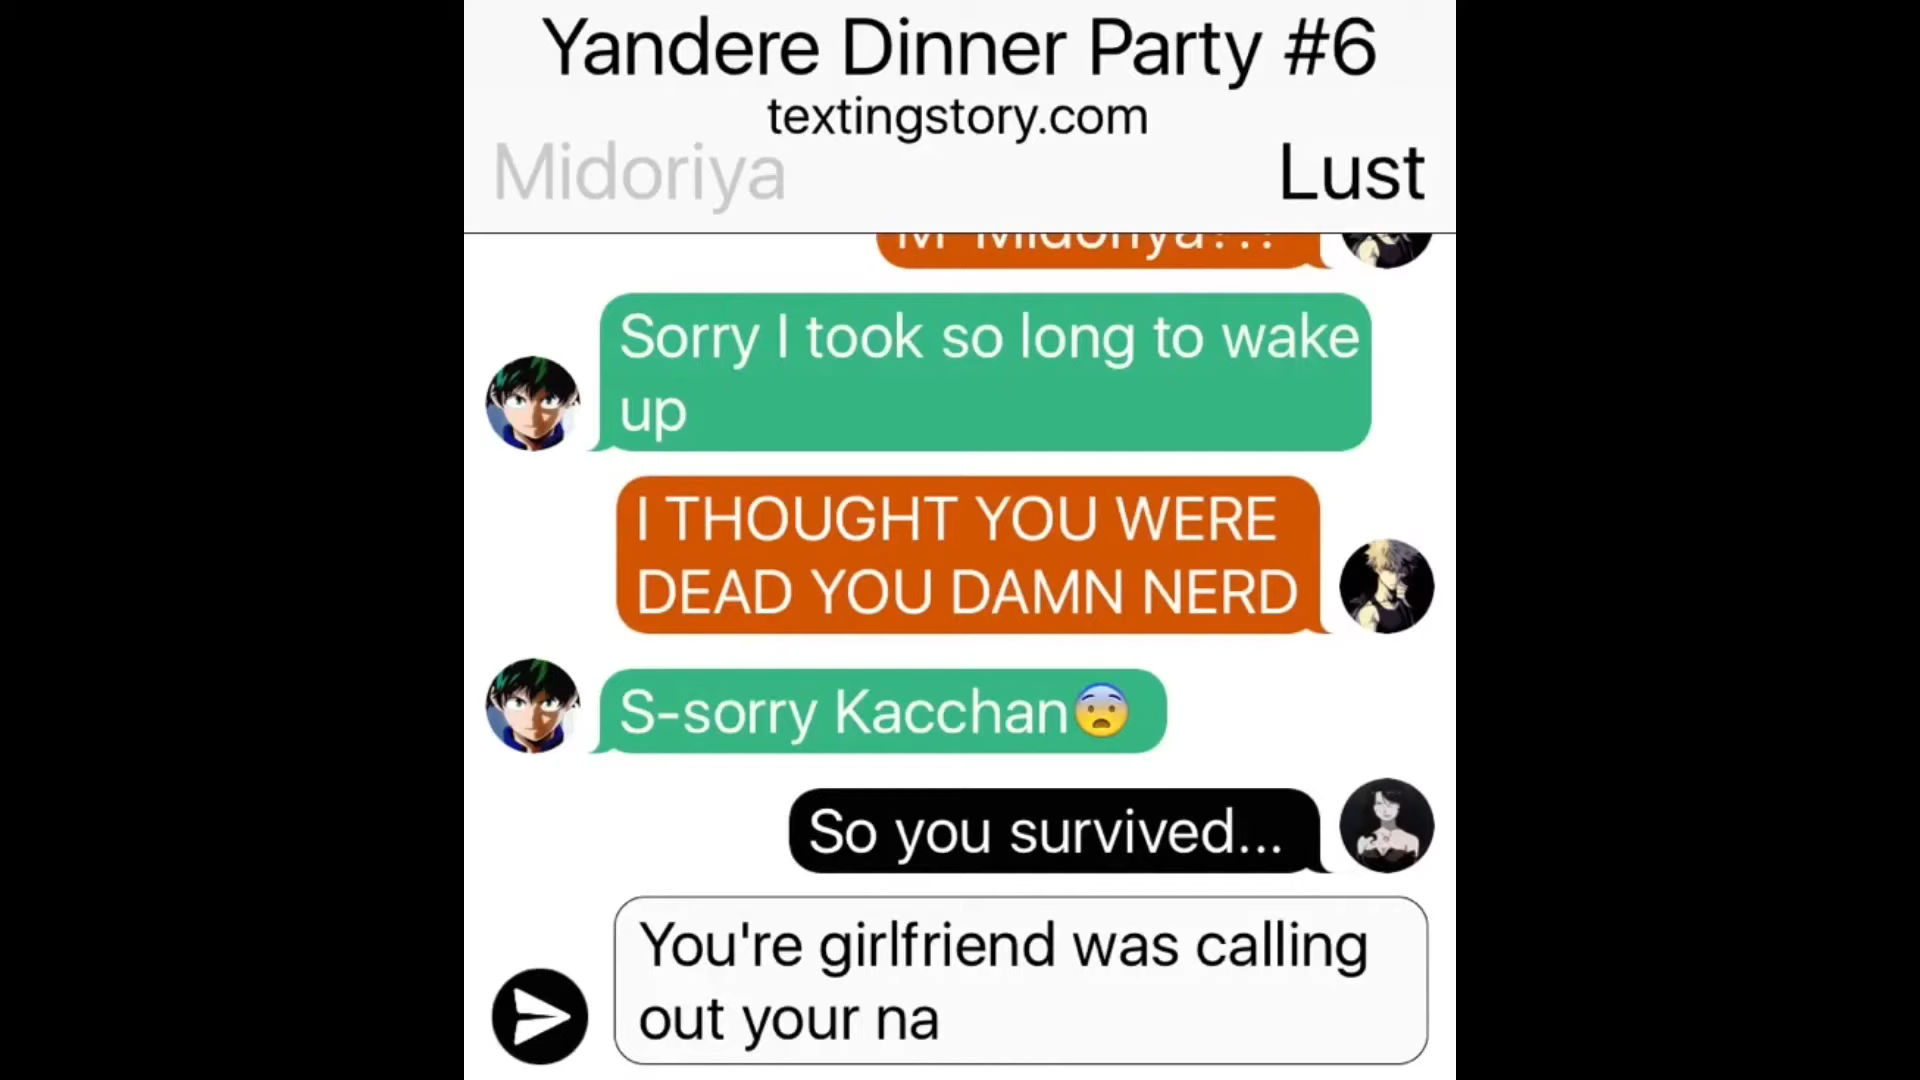 Yandere Dinner Party #6
textingstory.com
Midoriya
Lust
M-Midoriya???
Sorry I took so long to wake
up
I THOUGHT YOU WERE
DEAD YOU DAMN NERD
S-sorry Kacchan😨
So you survived...
You're girlfriend was calling
out your na